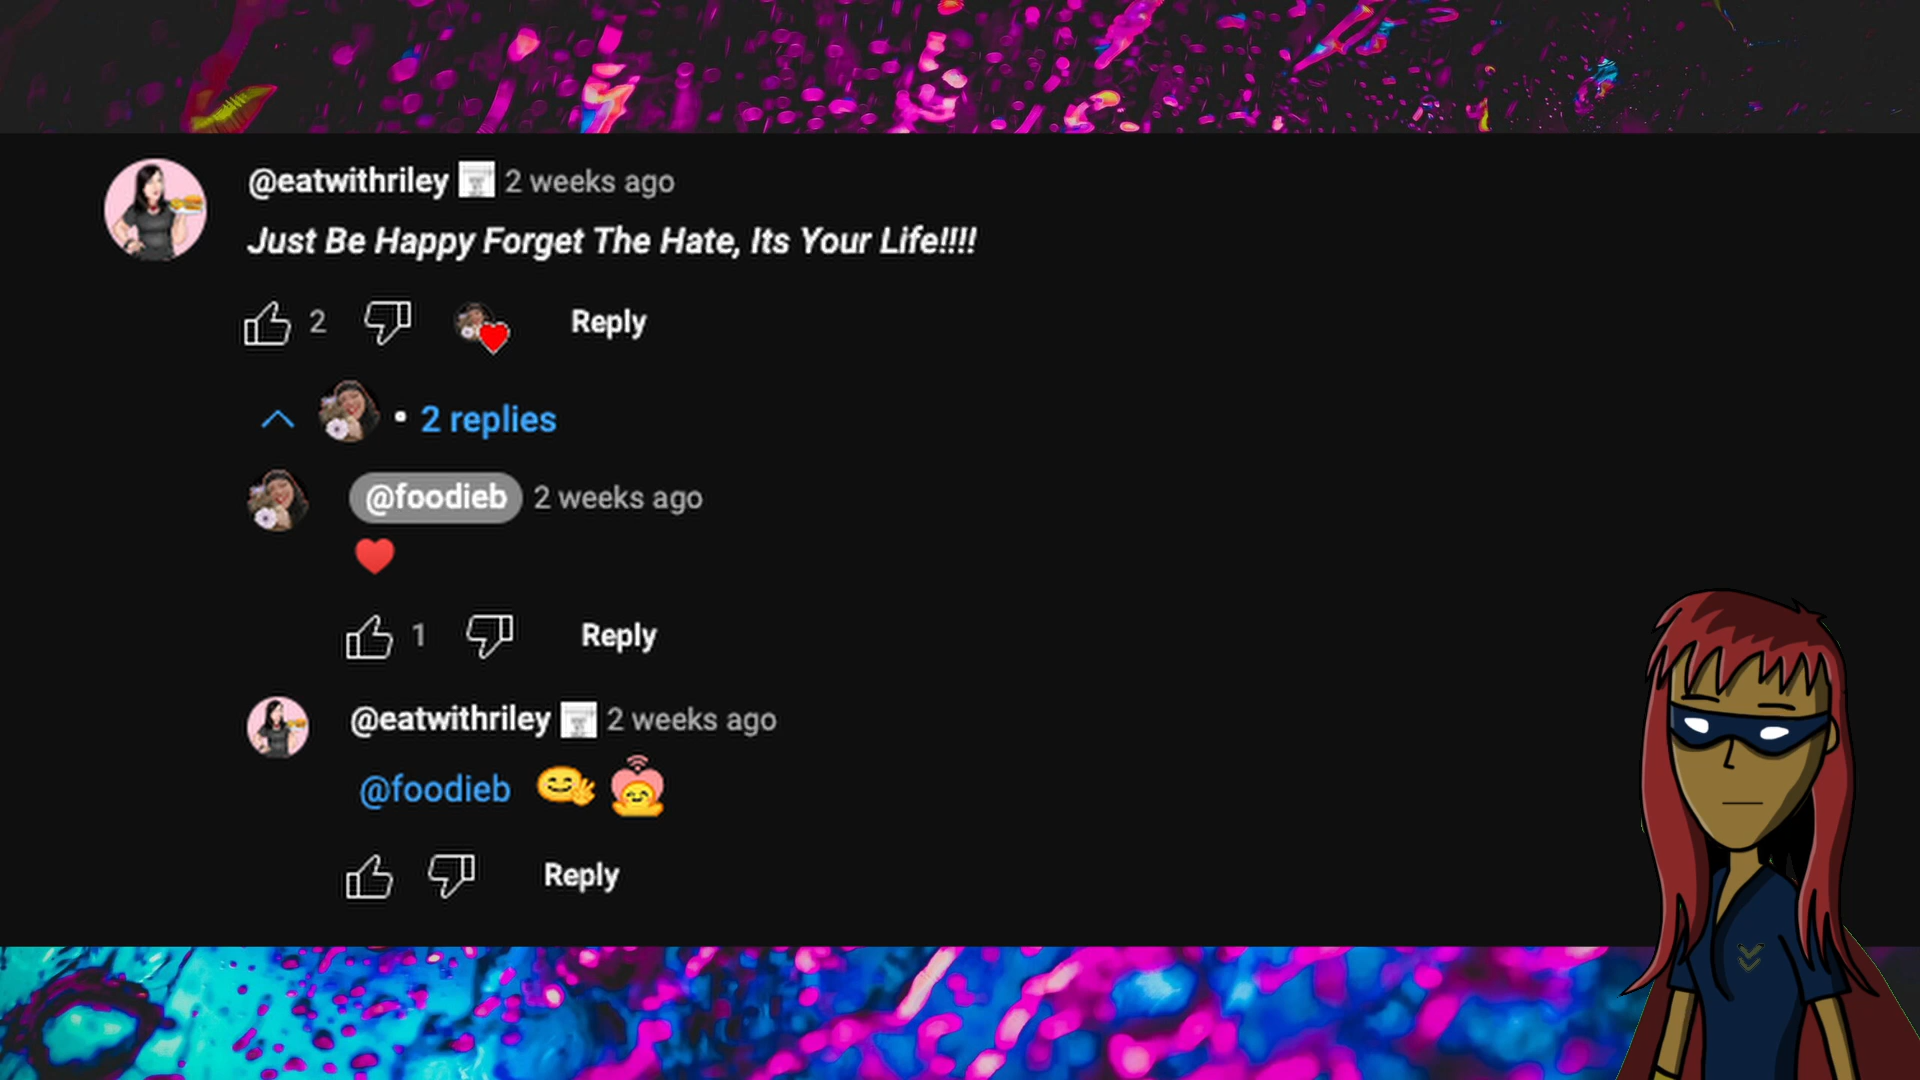 @eatwithriley 2 weeks ago
Just Be Happy Forget The Hate, Its Your Life!!!!
2 Reply
• 2 replies
@foodieb 2 weeks ago
❤️
1 Reply
@eatwithriley 2 weeks ago
@foodieb
Reply